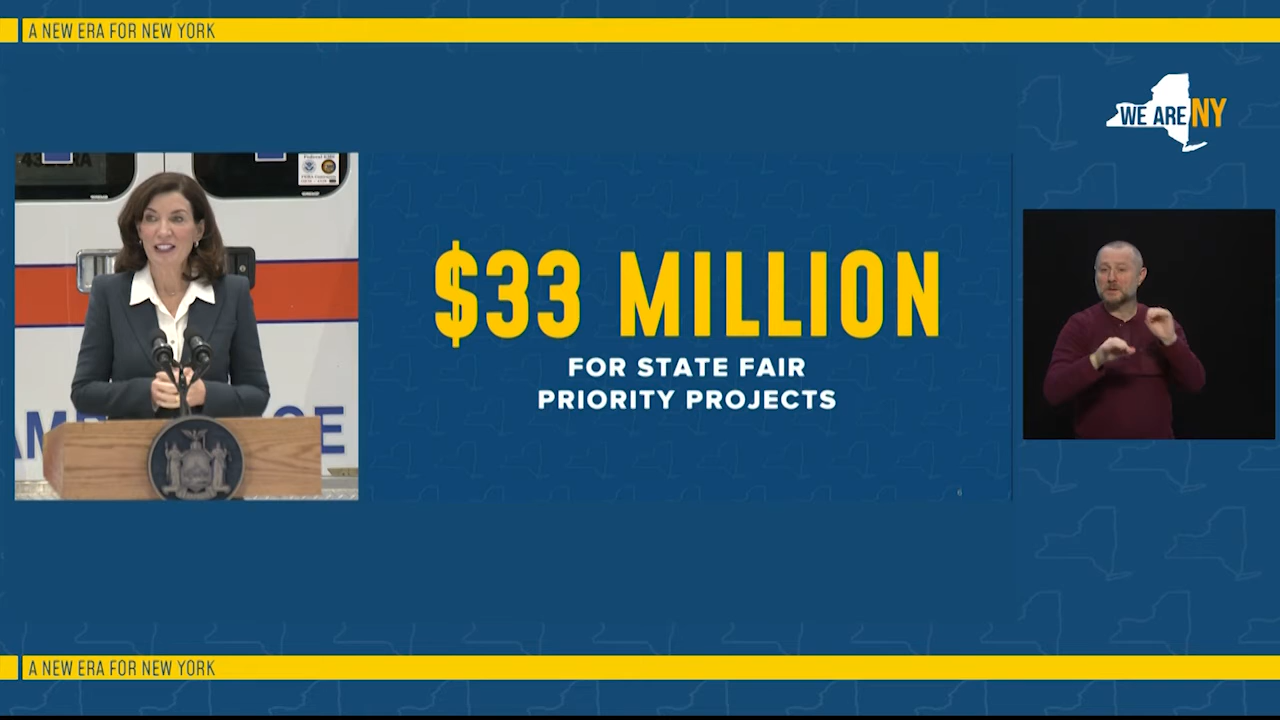 A NEW ERA FOR NEW YORK
WE ARE NY
$33 MILLION
FOR STATE FAIR
PRIORITY PROJECTS
6
A NEW ERA FOR NEW YORK